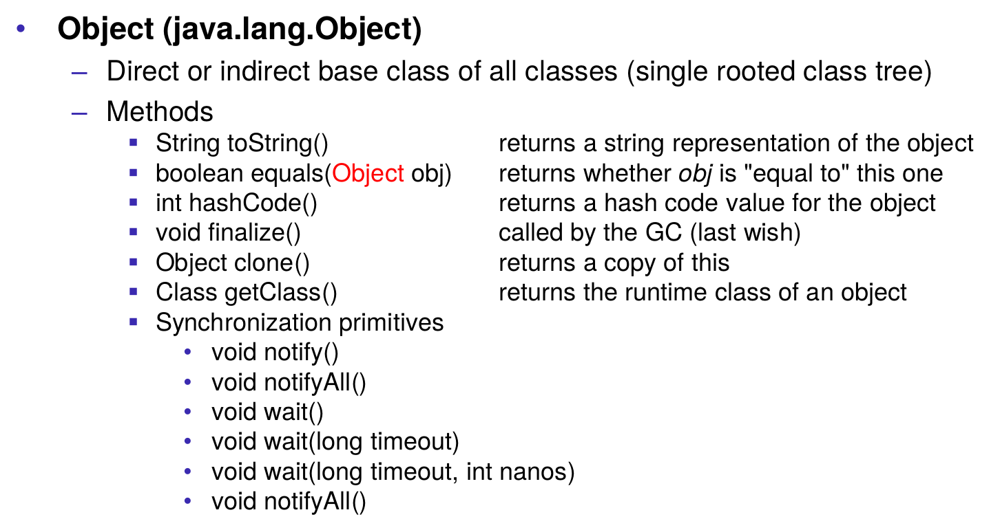 • Object (java.lang.Object)
– Direct or indirect base class of all classes (single rooted class tree)
– Methods
▪ String toString() returns a string representation of the object
▪ boolean equals(Object obj) returns whether obj is "equal to" this one
▪ int hashCode() returns a hash code value for the object
▪ void finalize() called by the GC (last wish)
▪ Object clone() returns a copy of this
▪ Class getClass() returns the runtime class of an object
▪ Synchronization primitives
• void notify()
• void notifyAll()
• void wait()
• void wait(long timeout)
• void wait(long timeout, int nanos)
• void notifyAll()